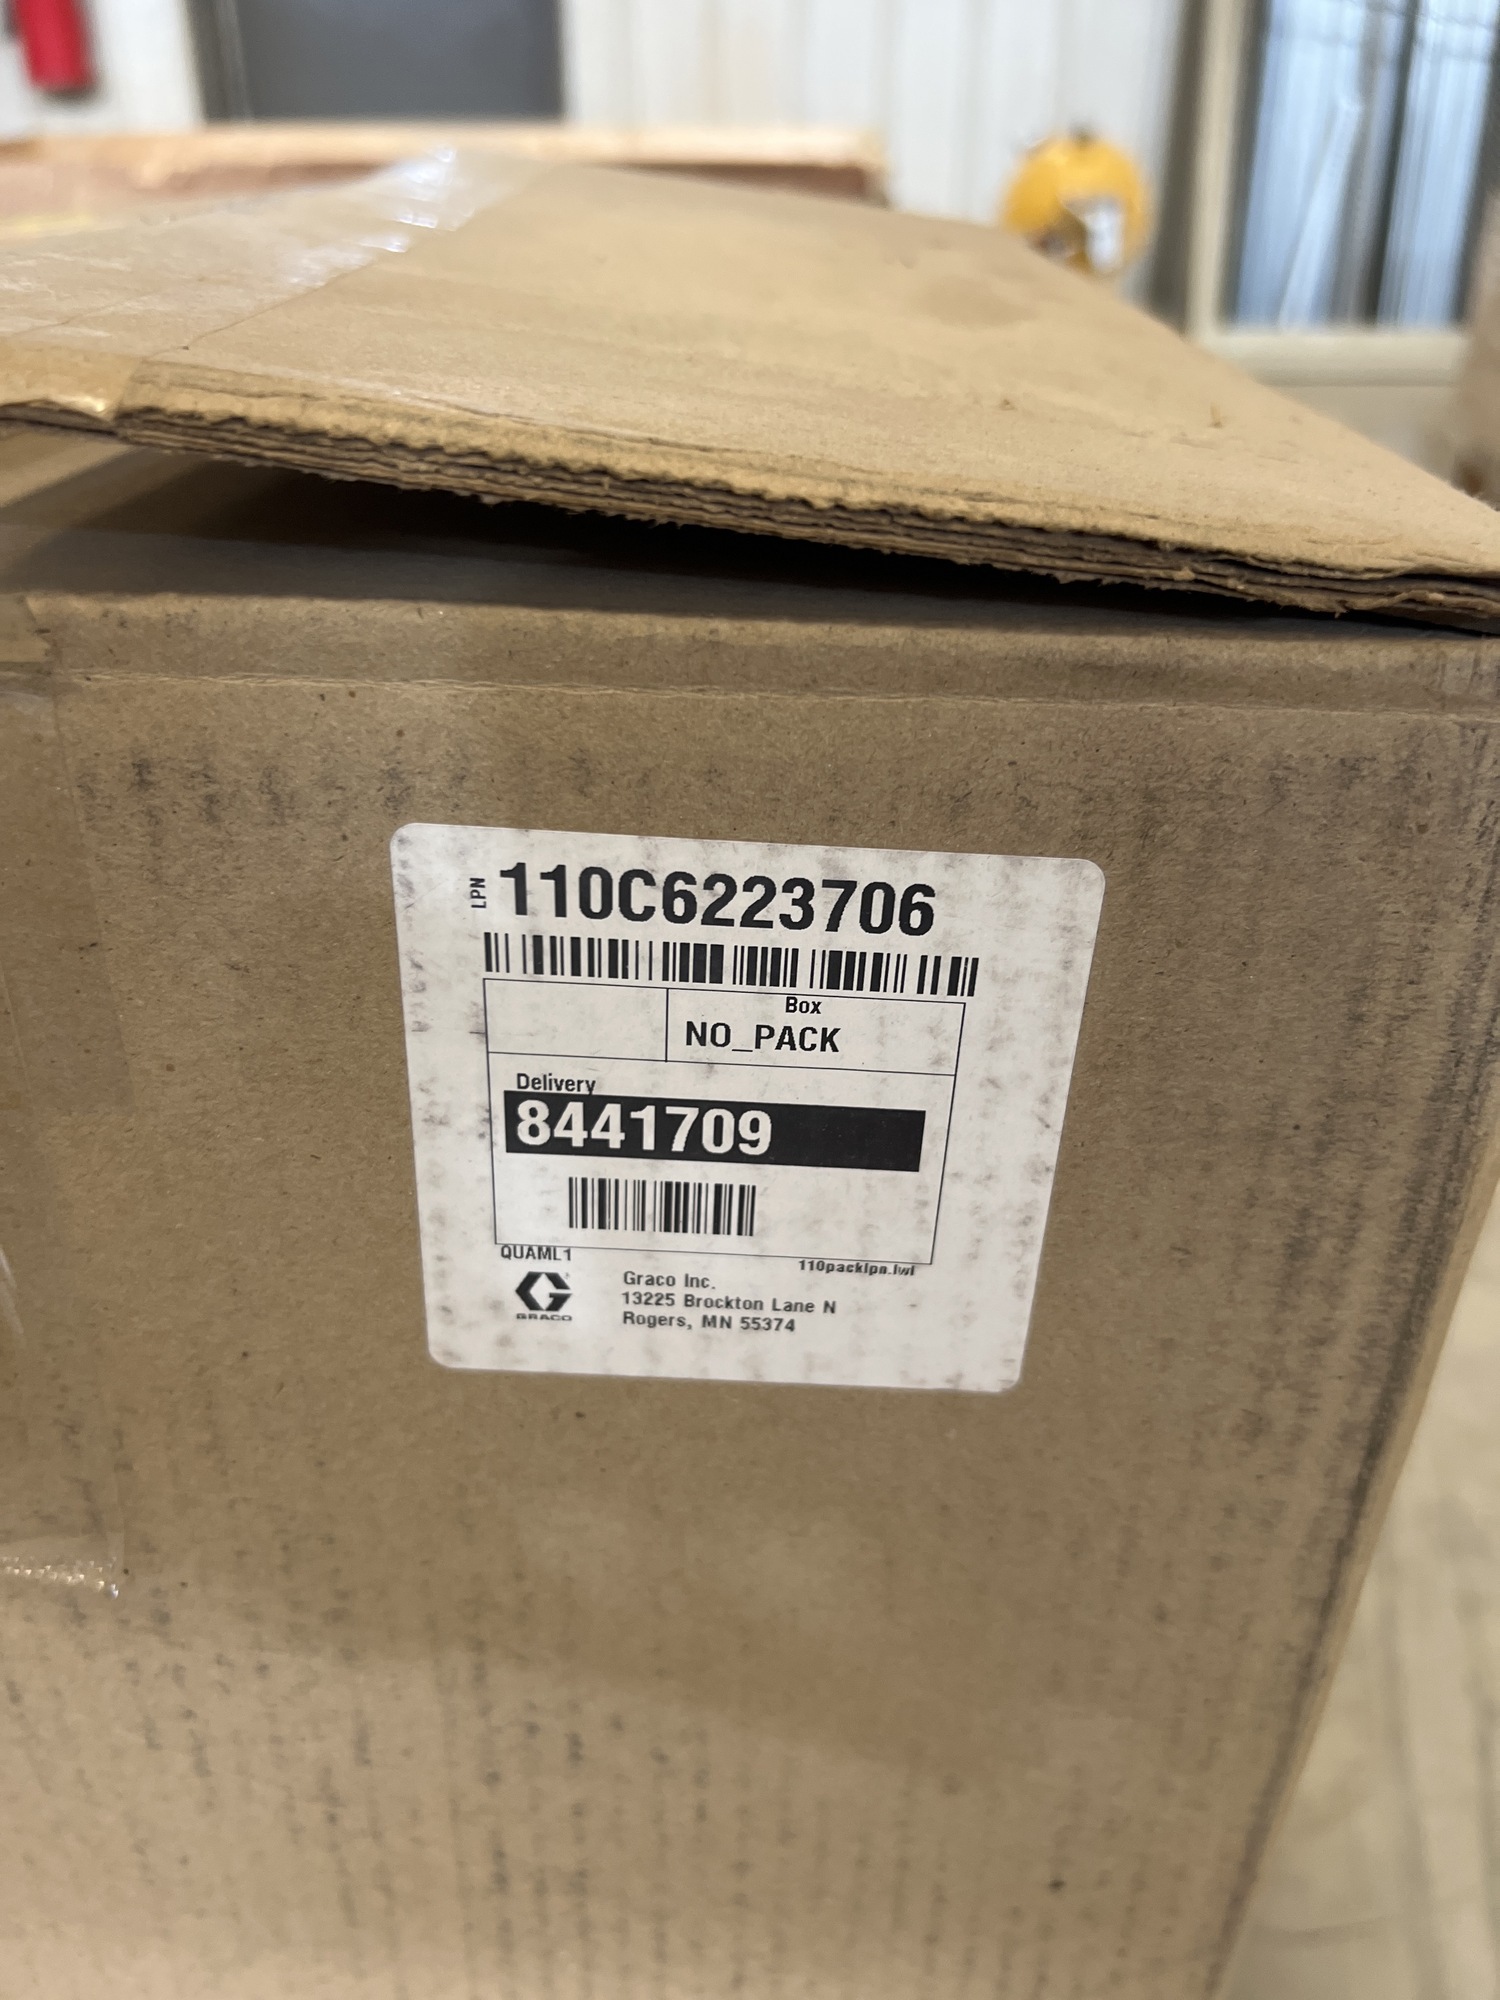 LPN 110C6223706
Box
NO_PACK
Delivery
8441709
QUAML1
110packlpn.lwl
GRACO
Graco Inc.
13225 Brockton Lane N
Rogers, MN 55374